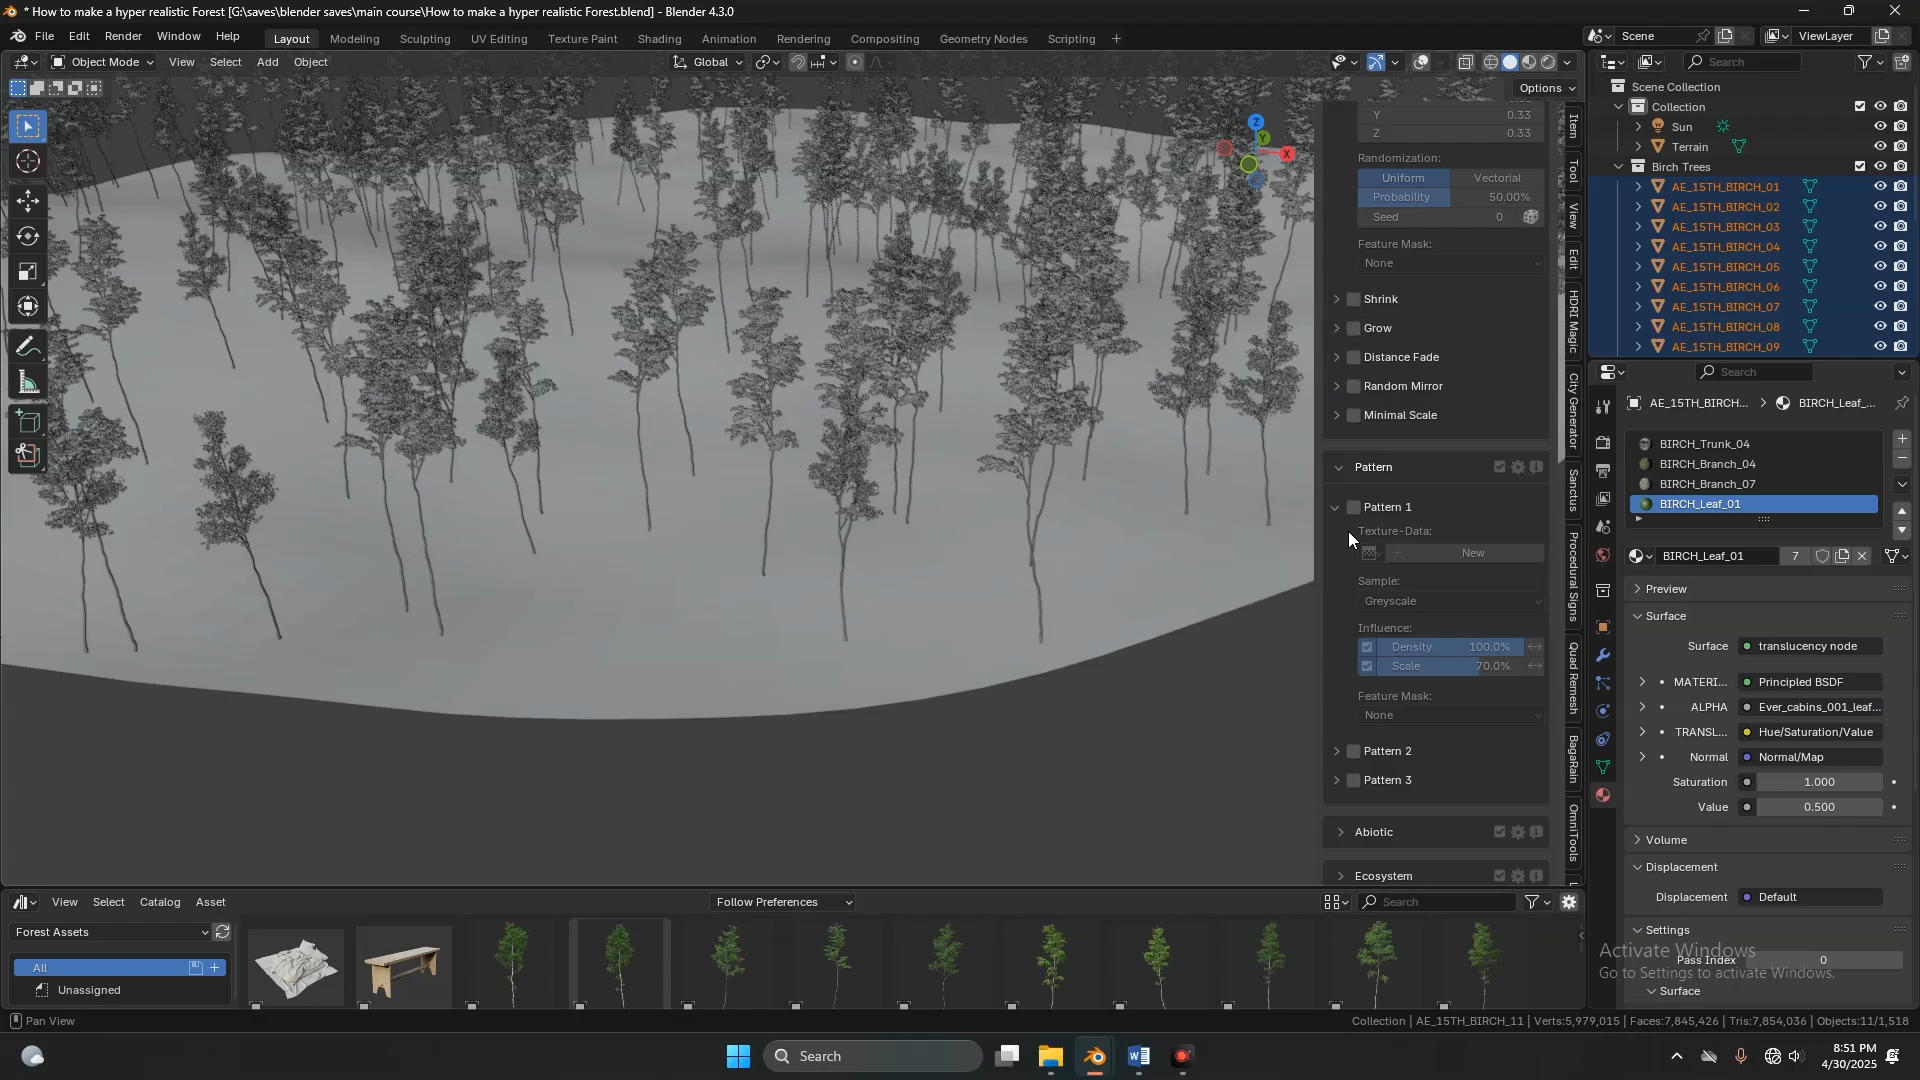 * How to make a hyper realistic Forest [G:\saves\blender saves\main course\How to make a hyper realistic Forest.blend] - Blender 4.3.0
File Edit Render Window Help Layout Modeling Sculpting UV Editing Texture Paint Shading Animation Rendering Compositing Geometry Nodes Scripting + Scene ViewLayer
Object Mode View Select Add Object Global Search
Options
Scene Collection
Collection
Sun
Terrain
Birch Trees
AE_15TH_BIRCH_01
AE_15TH_BIRCH_02
AE_15TH_BIRCH_03
AE_15TH_BIRCH_04
AE_15TH_BIRCH_05
AE_15TH_BIRCH_06
AE_15TH_BIRCH_07
AE_15TH_BIRCH_08
AE_15TH_BIRCH_09
Z
Y
X
Y 0.33
Z 0.33
Randomization:
Uniform Vectorial
Probability 50.00%
Seed 0
Feature Mask:
None
Shrink
Grow
Distance Fade
Random Mirror
Minimal Scale
Pattern
Pattern 1
Texture-Data:
New
Sample:
Greyscale
Influence:
Density 100.0%
Scale 70.0%
Feature Mask:
None
Pattern 2
Pattern 3
Abiotic
Ecosystem
Item
Tool
View
Edit
HDRI Magic
City Generator
Sanctus
Procedural Signs
Quad Remesh
BagaRain
OmniTools
Search
AE_15TH_BIRCH... BIRCH_Leaf_...
BIRCH_Trunk_04
BIRCH_Branch_04
BIRCH_Branch_07
BIRCH_Leaf_01
BIRCH_Leaf_01 7
Preview
Surface
Surface translucency node
MATERI... Principled BSDF
ALPHA Ever_cabins_001_leaf...
TRANSL... Hue/Saturation/Value
Normal Normal/Map
Saturation 1.000
Value 0.500
Volume
Displacement
Displacement Default
Settings
Pass Index 0
Surface
Activate Windows
Go to Settings to activate Windows.
View Select Catalog Asset Follow Preferences Search
Forest Assets
All
Unassigned
Pan View
Collection | AE_15TH_BIRCH_11 | Verts:5,979,015 | Faces:7,845,426 | Tris:7,854,036 | Objects:11/1,518
Search
8:51 PM
4/30/2025